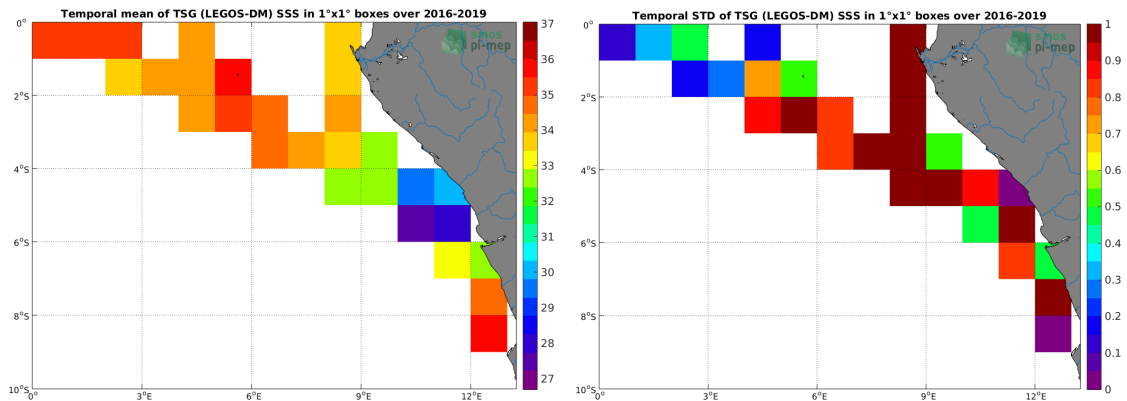 Temporal mean of TSG (LEGOS-DM) SSS in 1°x1° boxes over 2016-2019
0°
2°S
4°S
6°S
8°S
10°S
0°
3°E
6°E
9°E
12°E
pi-mep
37
36
35
34
33
32
31
30
29
28
27
Temporal STD of TSG (LEGOS-DM) SSS in 1°x1° boxes over 2016-2019
0°
2°S
4°S
6°S
8°S
10°S
0°
3°E
6°E
9°E
12°E
pi-mep
1
0.9
0.8
0.7
0.6
0.5
0.4
0.3
0.2
0.1
0